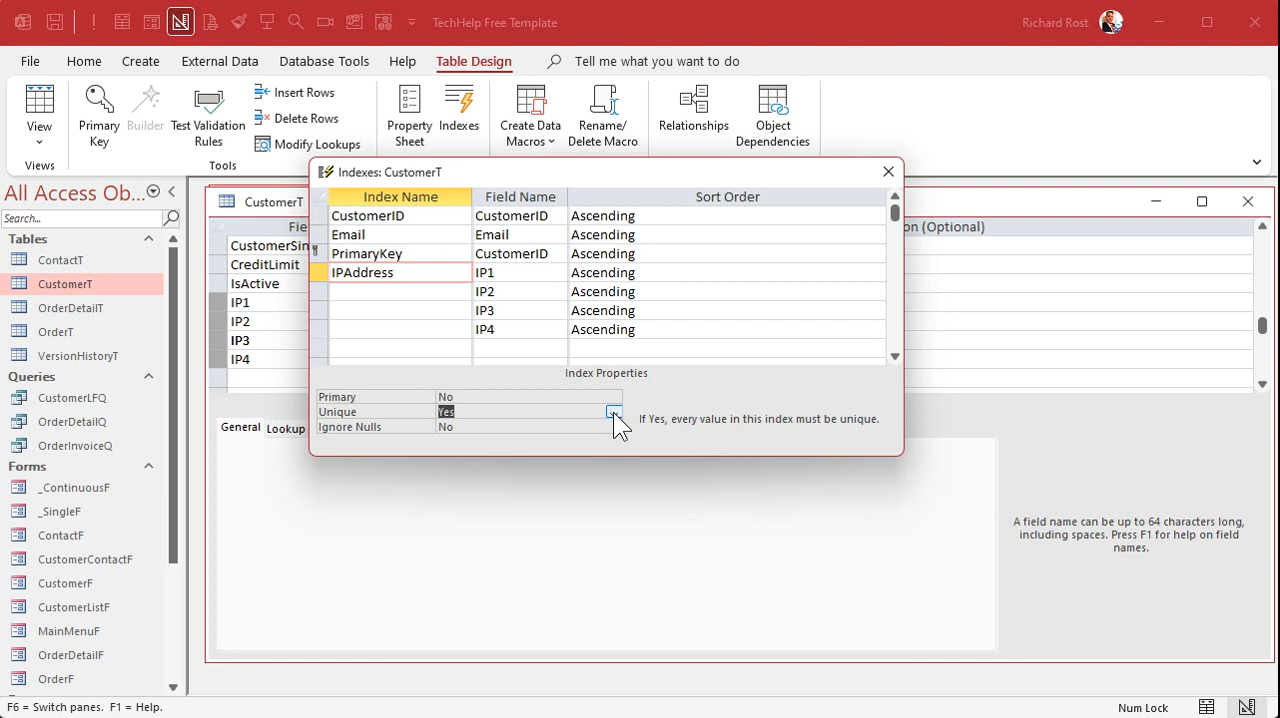 TechHelp Free Template
Richard Rost
File Home Create External Data Database Tools Help Table Design Tell me what you want to do
View
Primary Key
Builder
Test Validation Rules
Insert Rows
Delete Rows
Modify Lookups
Property Sheet
Indexes
Create Data Macros
Rename/ Delete Macro
Relationships
Object Dependencies
Views
Tools
All Access Ob...
Search...
Tables
ContactT
CustomerT
OrderDetailT
OrderT
VersionHistoryT
Queries
CustomerLFQ
OrderDetailQ
OrderInvoiceQ
Forms
_ContinuousF
_SingleF
ContactF
CustomerContactF
CustomerF
CustomerListF
MainMenuF
OrderDetailF
OrderF
CustomerT
on (Optional)
CreditLimit
IsActive
IP1
IP2
IP3
IP4
General Lookup
Indexes: CustomerT
Index Name Field Name Sort Order
CustomerID CustomerID Ascending
Email Email Ascending
PrimaryKey CustomerID Ascending
IPAddress IP1 Ascending
IP2 Ascending
IP3 Ascending
IP4 Ascending
Index Properties
Primary No
Unique Yes
Ignore Nulls No
If Yes, every value in this index must be unique.
A field name can be up to 64 characters long,
including spaces. Press F1 for help on field
names.
F6 = Switch panes. F1 = Help.
Num Lock